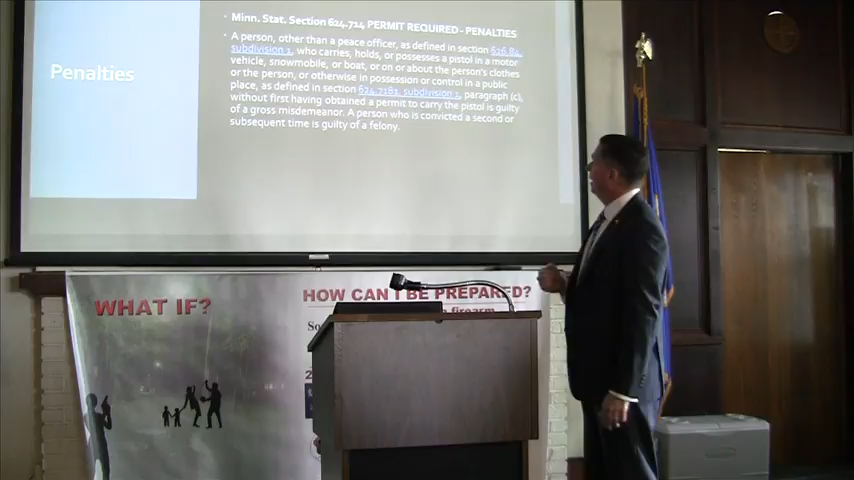 Penalties
Minn. Stat. Section 624.714 PERMIT REQUIRED - PENALTIES
A person, other than a peace officer, as defined in section 626.84,
subdivision 1, who carries, holds, or possesses a pistol in a motor
vehicle, snowmobile, or boat, or on or about the person's clothes
or the person, or otherwise in possession or control in a public
place, as defined in section 624.7181, subdivision 1, paragraph (c),
without first having obtained a permit to carry the pistol is guilty
of a gross misdemeanor. A person who is convicted a second or
subsequent time is guilty of a felony.
WHAT IF?
HOW CAN I BE PREPARED?
firearm